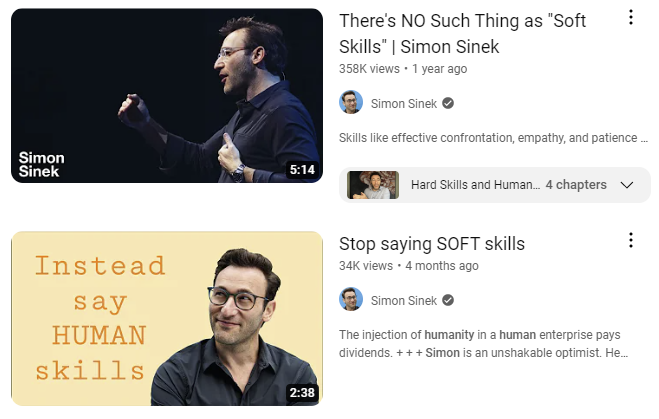 Simon
Sinek
5:14
There's NO Such Thing as "Soft
Skills" | Simon Sinek
358K views • 1 year ago
Simon Sinek
Skills like effective confrontation, empathy, and patience ...
Hard Skills and Human... 4 chapters
Instead
say
HUMAN
skills
2:38
Stop saying SOFT skills
34K views • 4 months ago
Simon Sinek
The injection of humanity in a human enterprise pays
dividends. + + + Simon is an unshakable optimist. He...